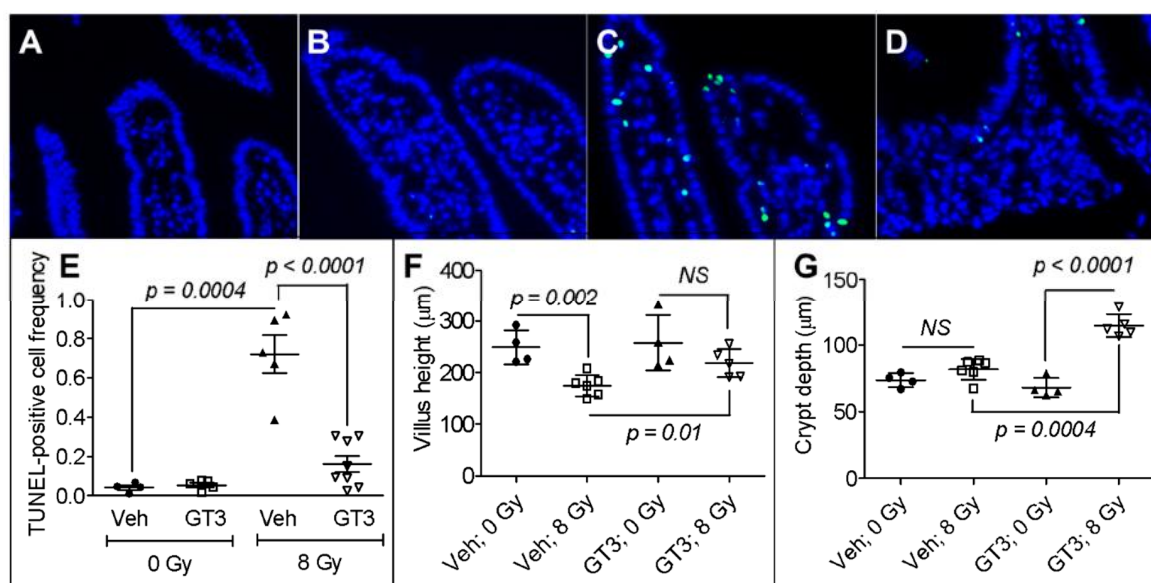 A
B
C
D
E
TUNEL-positive cell frequency
1.0
0.8
0.6
0.4
0.2
0.0
p = 0.0004
p < 0.0001
Veh
GT3
Veh
GT3
0 Gy
8 Gy
F
Villus height (µm)
400
300
200
100
0
p = 0.002
NS
p = 0.01
Veh; 0 Gy
Veh; 8 Gy
GT3; 0 Gy
GT3; 8 Gy
G
Crypt depth (µm)
150
100
50
0
NS
p < 0.0001
p = 0.0004
Veh; 0 Gy
Veh; 8 Gy
GT3; 0 Gy
GT3; 8 Gy